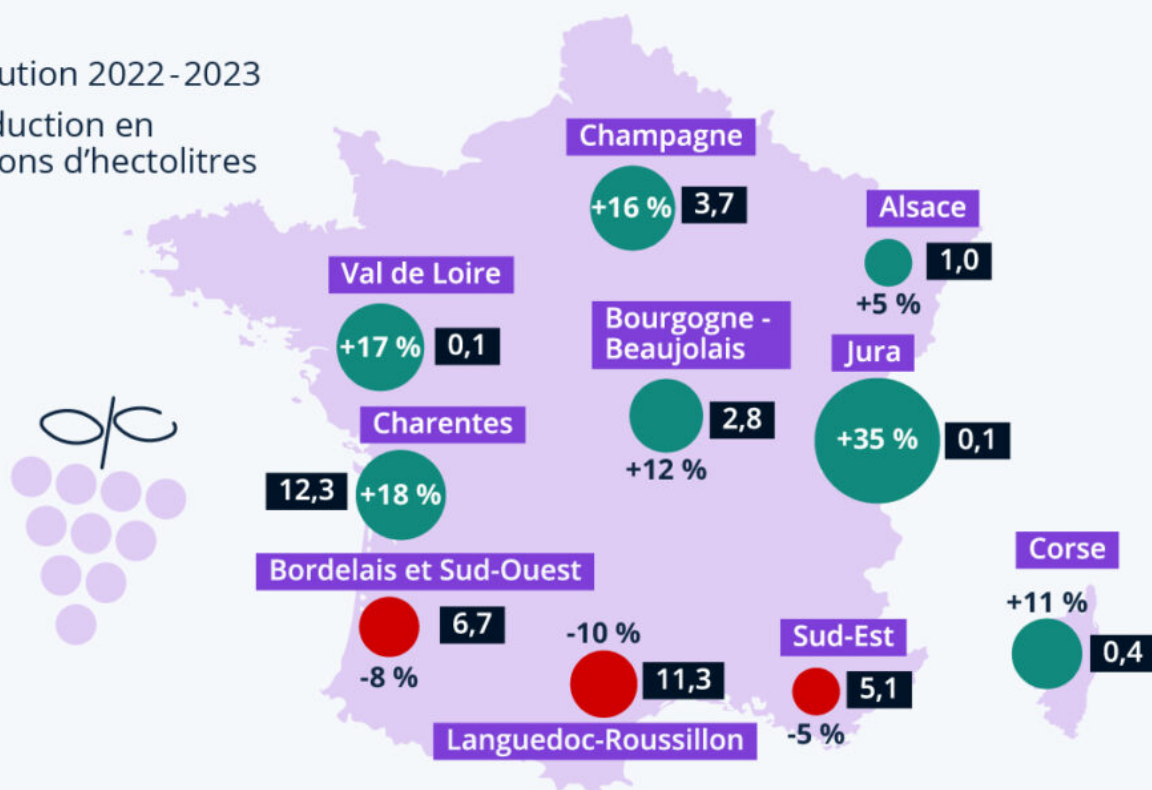 ution 2022-2023
duction en
ons d'hectolitres
Champagne
+16 % 3,7
Alsace
1,0
+5 %
Val de Loire
+17 % 0,1
Bourgogne -
Beaujolais
2,8
+12 %
Jura
+35 % 0,1
Charentes
12,3 +18 %
Bordelais et Sud-Ouest
6,7
-8 %
-10 %
11,3
Languedoc-Roussillon
Sud-Est
5,1
-5 %
Corse
+11 %
0,4